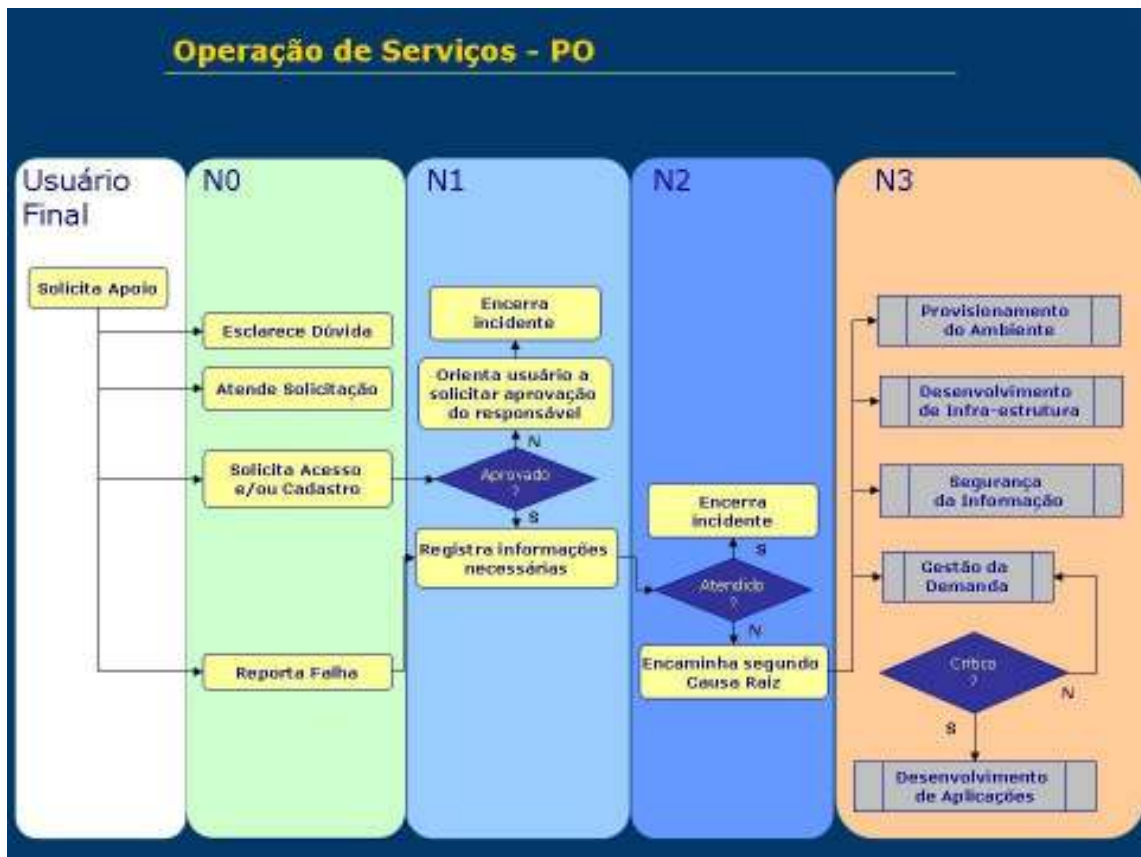 Operação de Serviços - PO
Usuário
Final
N0
N1
N2
N3
Solicita Apoio
Esclarece Dúvida
Atende Solicitação
Solicita Acesso
e/ou Cadastro
Reporta Falha
Encerra
incidente
Orienta usuário a
solicitar aprovação
do responsável
N
Aprovado
?
S
Registra informações
necessárias
Encerra
incidente
S
Atendido
?
N
Encaminha segundo
Causa Raiz
Provisionamento
do Ambiente
Desenvolvimento
de Infra-estrutura
Segurança
da Informação
Gestão da
Demanda
Crítico
?
N
S
Desenvolvimento
de Aplicações